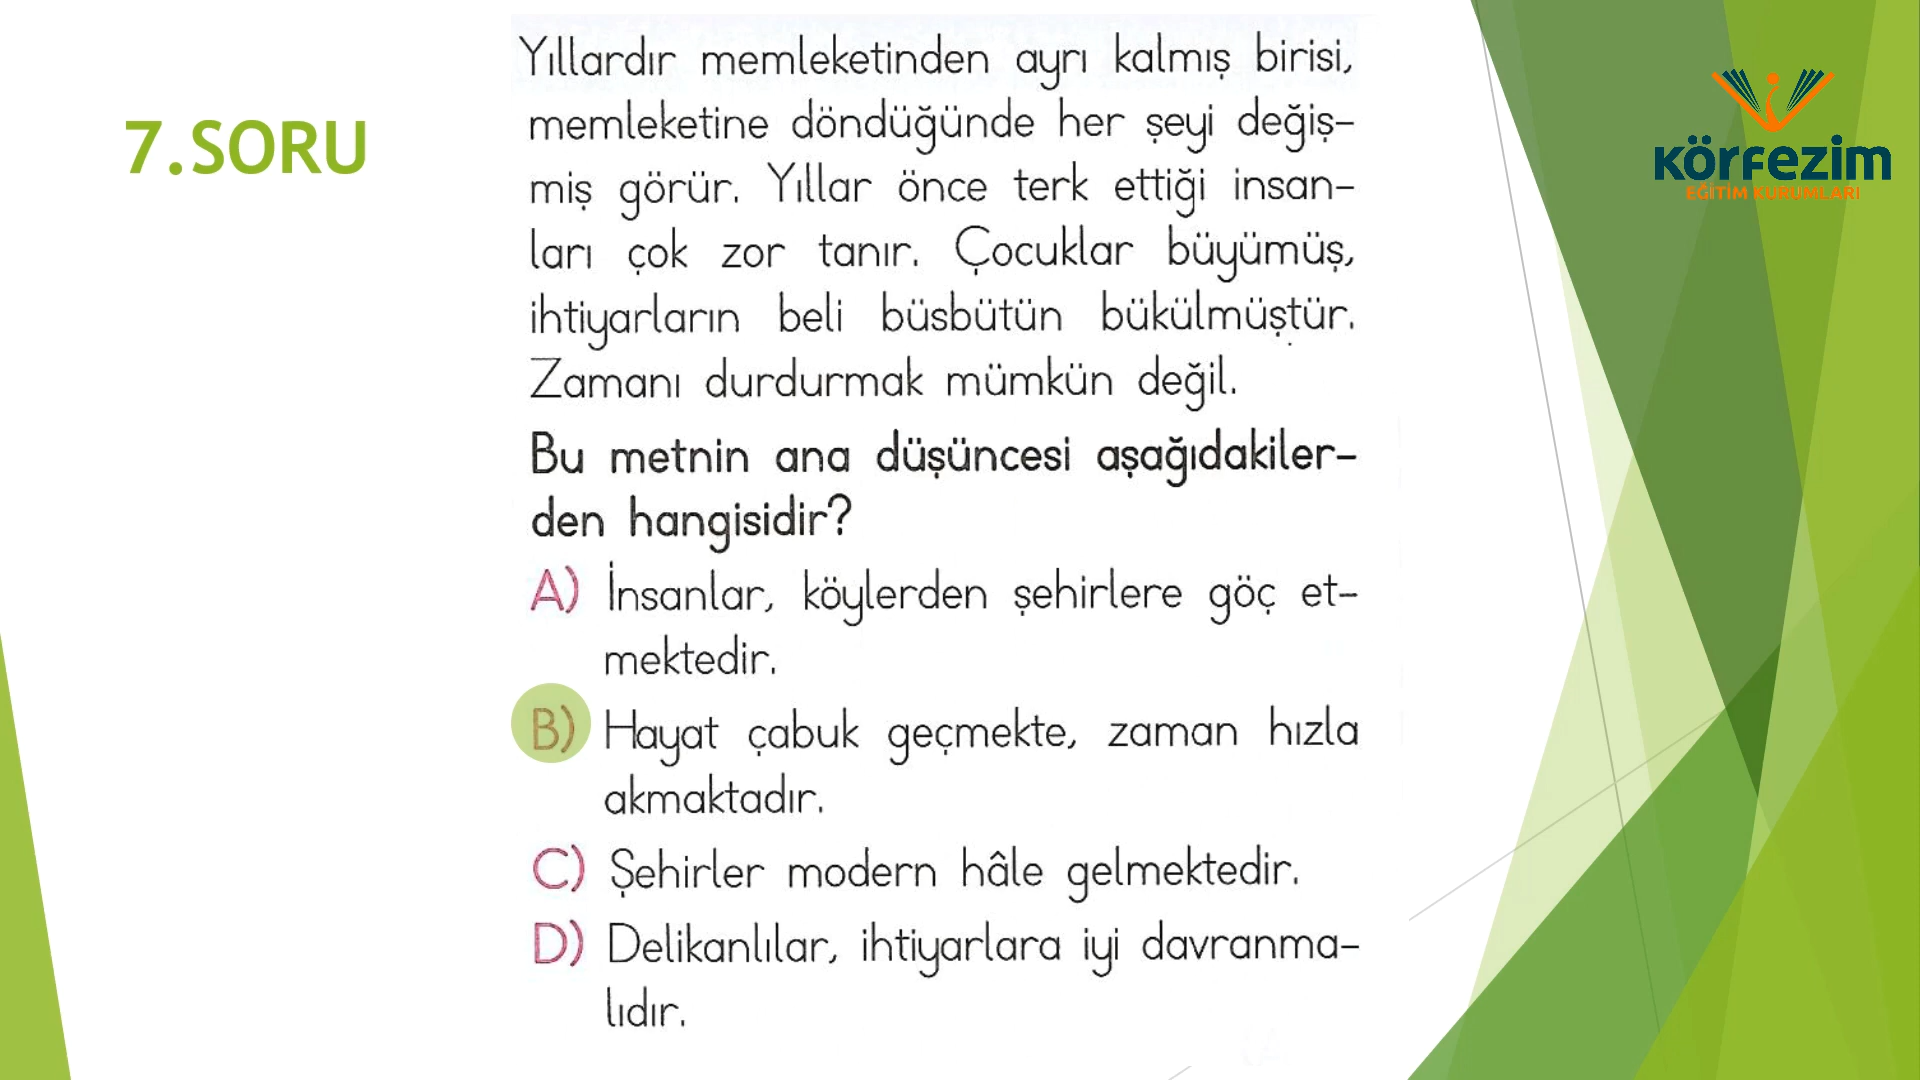 7.SORU
Yıllardır memleketinden ayrı kalmış birisi,
memleketine döndüğünde her şeyi değiş-
miş görür. Yıllar önce terk ettiği insan-
ları çok zor tanır. Çocuklar büyümüş,
ihtiyarların beli büsbütün bükülmüştür.
Zamanı durdurmak mümkün değil.
Bu metnin ana düşüncesi aşağıdakiler-
den hangisidir?
A) İnsanlar, köylerden şehirlere göç et-
mektedir.
B) Hayat çabuk geçmekte, zaman hızla
akmaktadır.
C) Şehirler modern hâle gelmektedir.
D) Delikanlılar, ihtiyarlara iyi davranma-
lıdır.
körfezim
EĞİTİM KURUMLARI